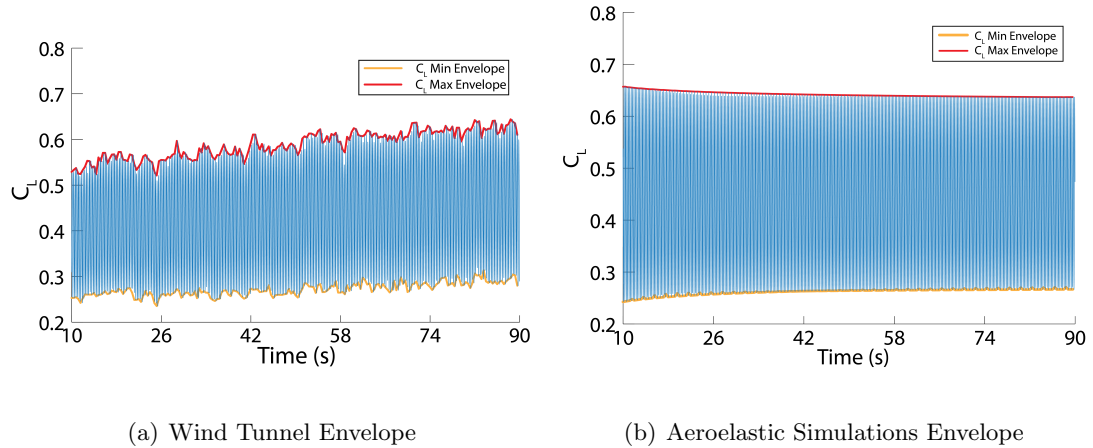 0.8
0.7
0.6
0.5
0.4
0.3
0.2
C_L
10 26 42 58 74 90
Time (s)
C_L Min Envelope
C_L Max Envelope
(a) Wind Tunnel Envelope
0.8
0.7
0.6
0.5
0.4
0.3
0.2
C_L
10 26 42 58 74 90
Time (s)
C_L Min Envelope
C_L Max Envelope
(b) Aeroelastic Simulations Envelope